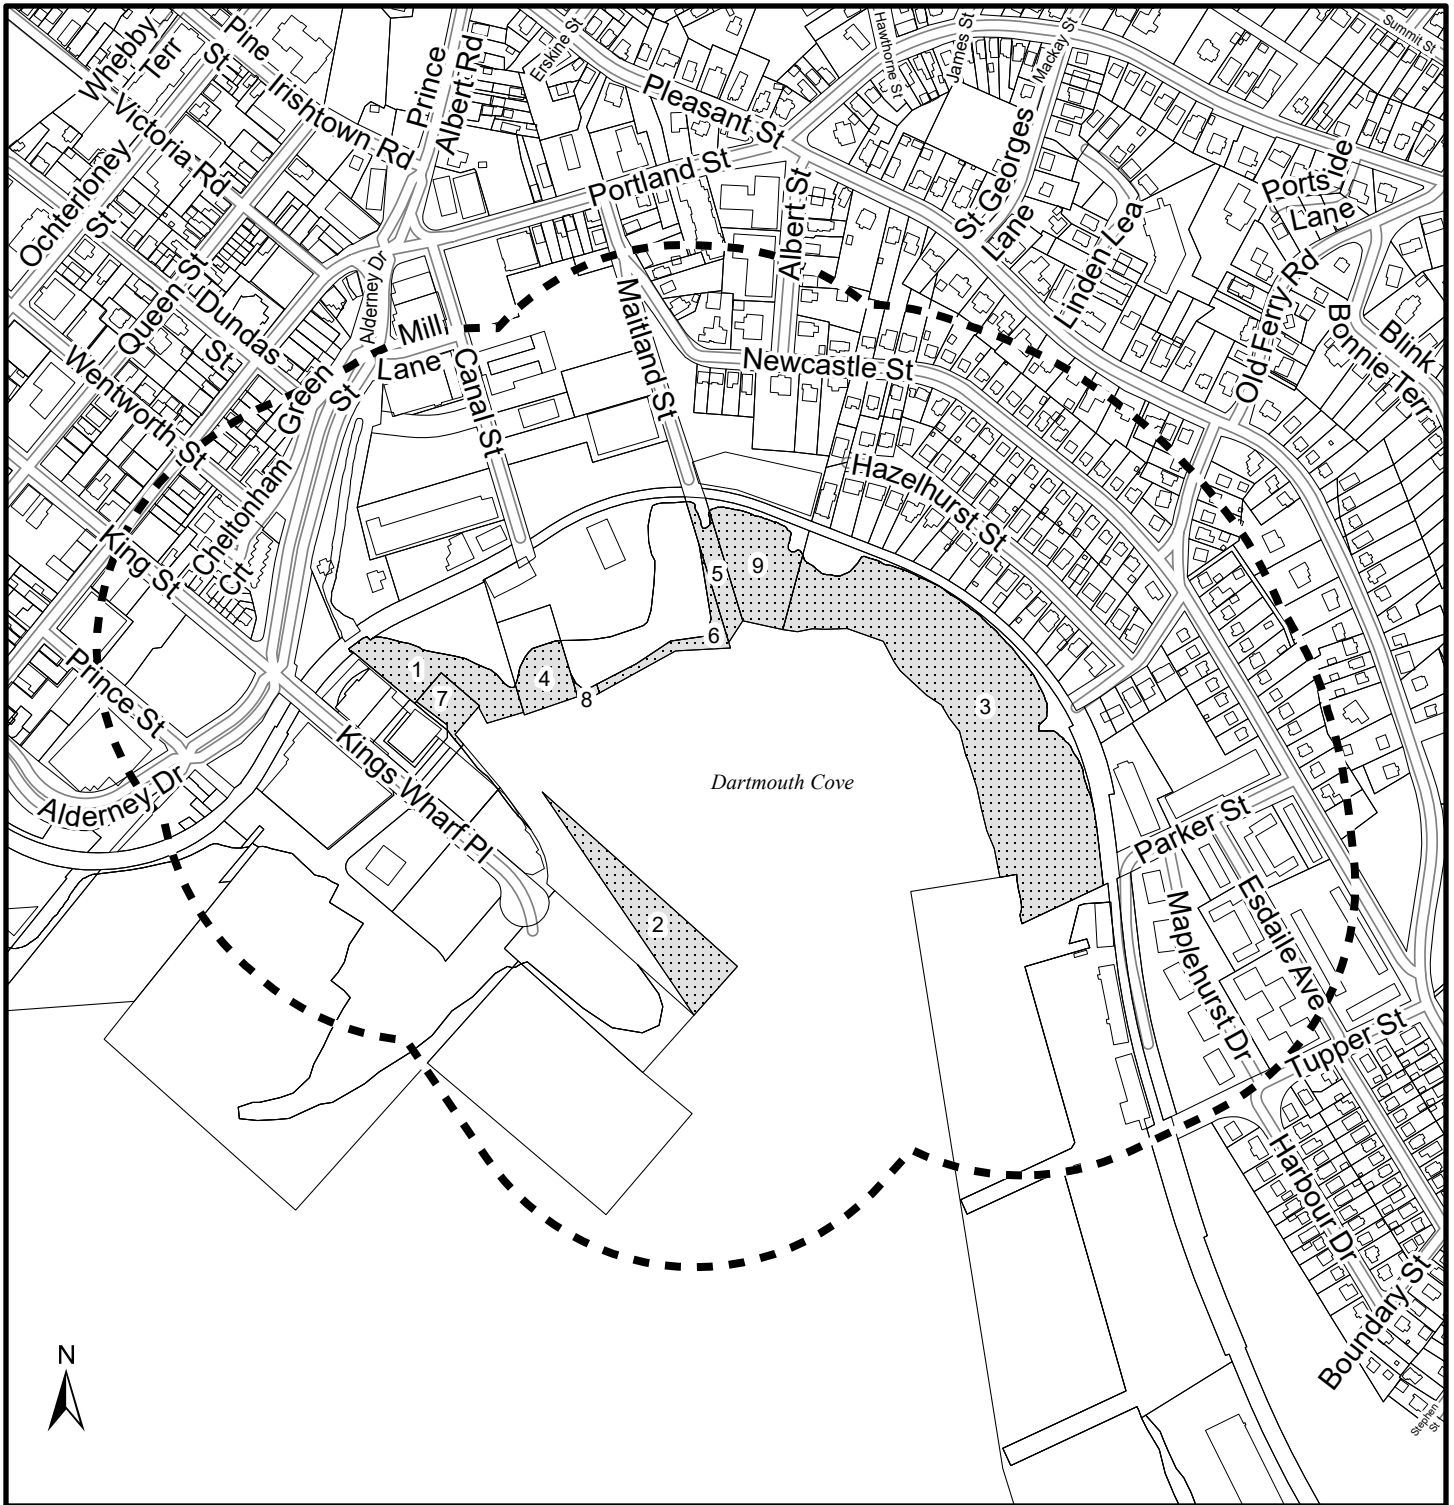 Whebby
Terr
Pine
St
Irishtown Rd
Prince
Albert Rd
Erskine St
Pleasant St
Hawthorne St
James St
Mackay St
Summit St
Victoria Rd
Ochterloney
St
Portland St
Albert St
St Georges
Lane
Linden Lea
Portside
Lane
Old Ferry Rd
Blink
Bonnie Terr
Queen St
Dundas
St
Alderney Dr
Mill
Lane
Canal St
Maitland St
Newcastle St
Wentworth St
Green
St
Hazelhurst St
Cheltonham
Crt
King St
Prince St
Alderney Dr
Kings Wharf Pl
1
7
4
8
6
5
9
3
2
Dartmouth Cove
Parker St
Maplehurst Dr
Esdaile Ave
Tupper St
Harbour Dr
Boundary St
Stephen
St
N